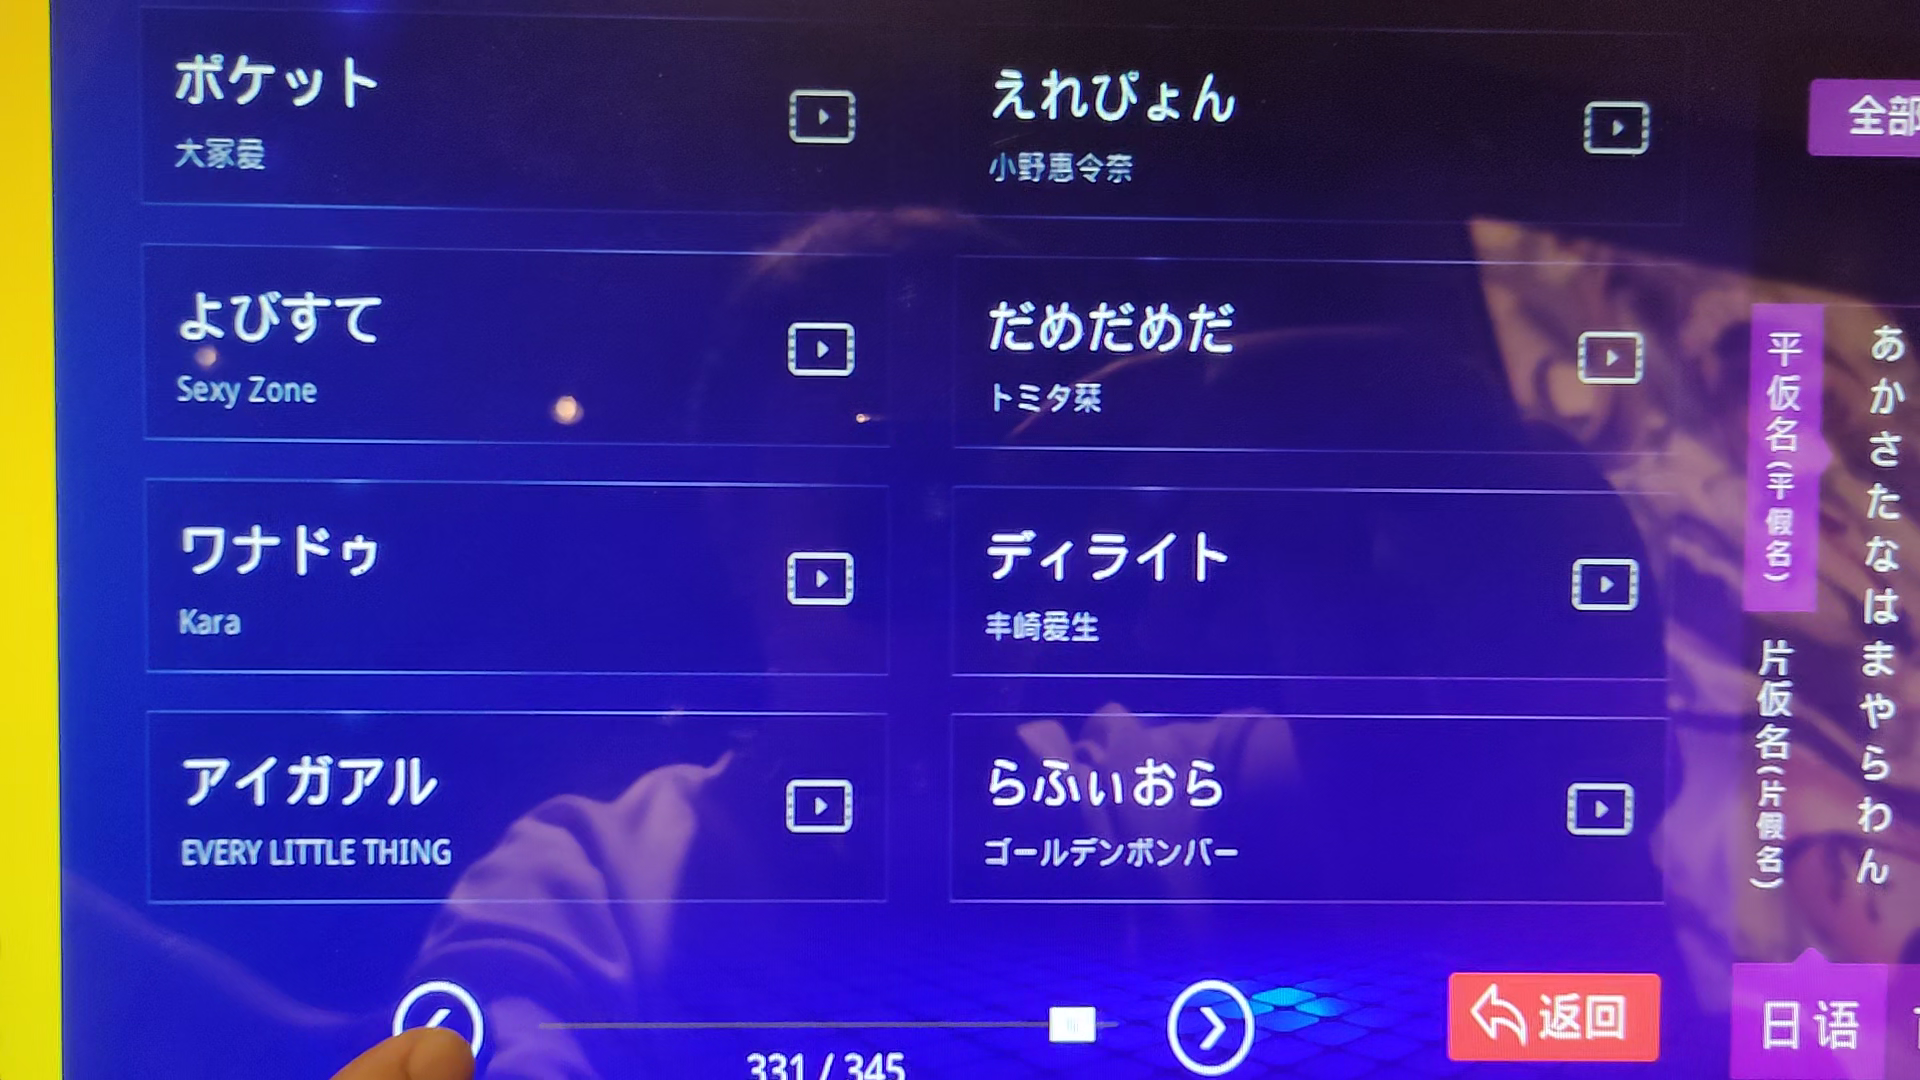 ポケット
大冢愛
えれぴょん
小野惠令奈
よびすて
Sexy Zone
だめだめだ
トミタ栞
ワナドゥ
Kara
ディライト
丰崎爱生
アイガアル
EVERY LITTLE THING
らふぃおら
ゴールデンボンバー
331 / 345
返回
全部
平仮名(平假名)
片仮名(片假名)
あかさたなはまやらわん
日语